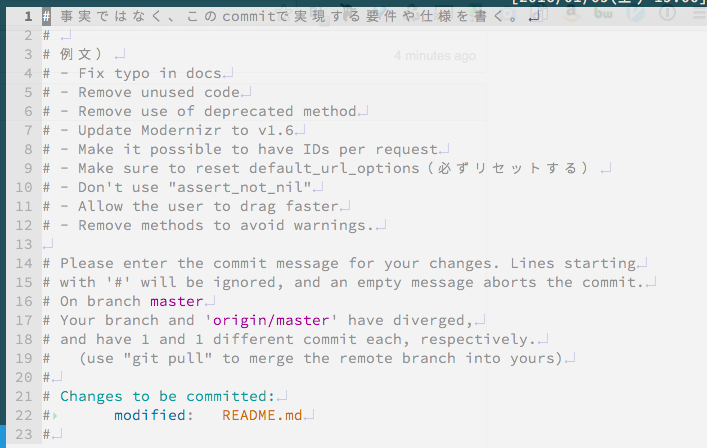 1 # 事実ではなく、このcommitで実現する要件や仕様を書く。
2 #
3 # 例文）
4 # - Fix typo in docs
5 # - Remove unused code
6 # - Remove use of deprecated method
7 # - Update Modernizr to v1.6
8 # - Make it possible to have IDs per request
9 # - Make sure to reset default_url_options（必ずリセットする）
10 # - Don't use "assert_not_nil"
11 # - Allow the user to drag faster
12 # - Remove methods to avoid warnings.
13
14 # Please enter the commit message for your changes. Lines starting
15 # with '#' will be ignored, and an empty message aborts the commit.
16 # On branch master
17 # Your branch and 'origin/master' have diverged,
18 # and have 1 and 1 different commit each, respectively.
19 #   (use "git pull" to merge the remote branch into yours)
20 #
21 # Changes to be committed:
22 #       modified:   README.md
23 #
4 minutes ago